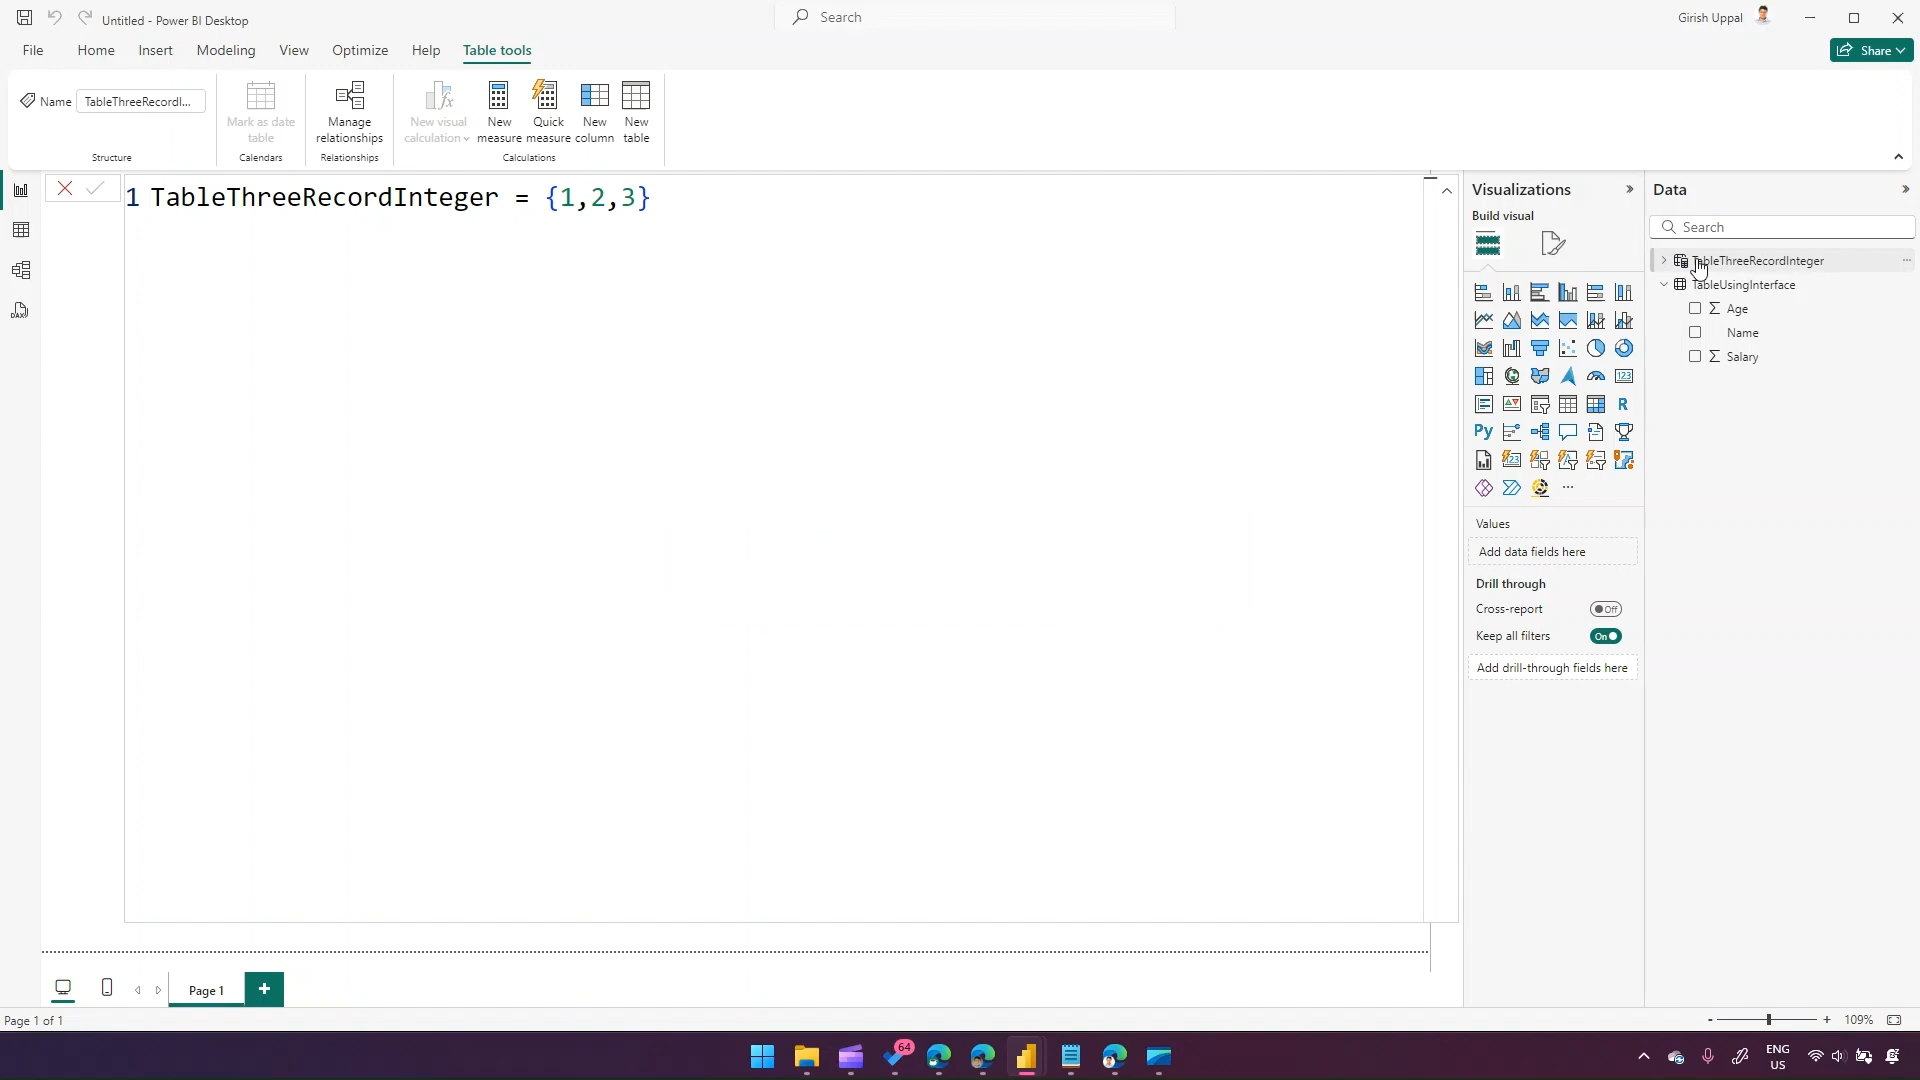 Untitled - Power BI Desktop
Search
Girish Uppal
File
Home
Insert
Modeling
View
Optimize
Help
Table tools
Share
Name
TableThreeRecordI...
Mark as date
table
Manage
relationships
New visual
calculation
New
measure
Quick
measure
New
column
New
table
Structure
Calendars
Relationships
Calculations
1 TableThreeRecordInteger = {1,2,3}
Visualizations
Build visual
R
Py
123
123
...
Values
Add data fields here
Drill through
Cross-report
Off
Keep all filters
On
Add drill-through fields here
Data
Search
TableThreeRecordInteger
...
TableUsingInterface
Σ Age
Name
Σ Salary
DAX
Page 1
+
Page 1 of 1
- + 109%
64
ENG
US